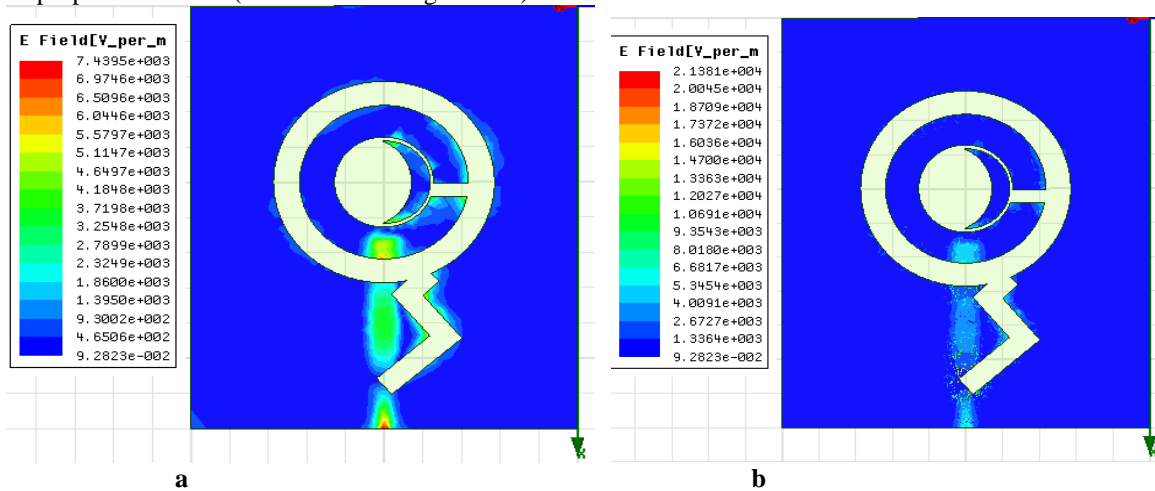 E Field[V_per_m
7.4395e+003
6.9746e+003
6.5096e+003
6.0446e+003
5.5797e+003
5.1147e+003
4.6497e+003
4.1848e+003
3.7198e+003
3.2548e+003
2.7899e+003
2.3249e+003
1.8600e+003
1.3950e+003
9.3002e+002
4.6506e+002
9.2823e-002
a
E Field[V_per_m
2.1381e+004
2.0045e+004
1.8709e+004
1.7372e+004
1.6036e+004
1.4700e+004
1.3363e+004
1.2027e+004
1.0691e+004
9.3543e+003
8.0180e+003
6.6817e+003
5.3454e+003
4.0091e+003
2.6727e+003
1.3364e+003
9.2823e-002
b